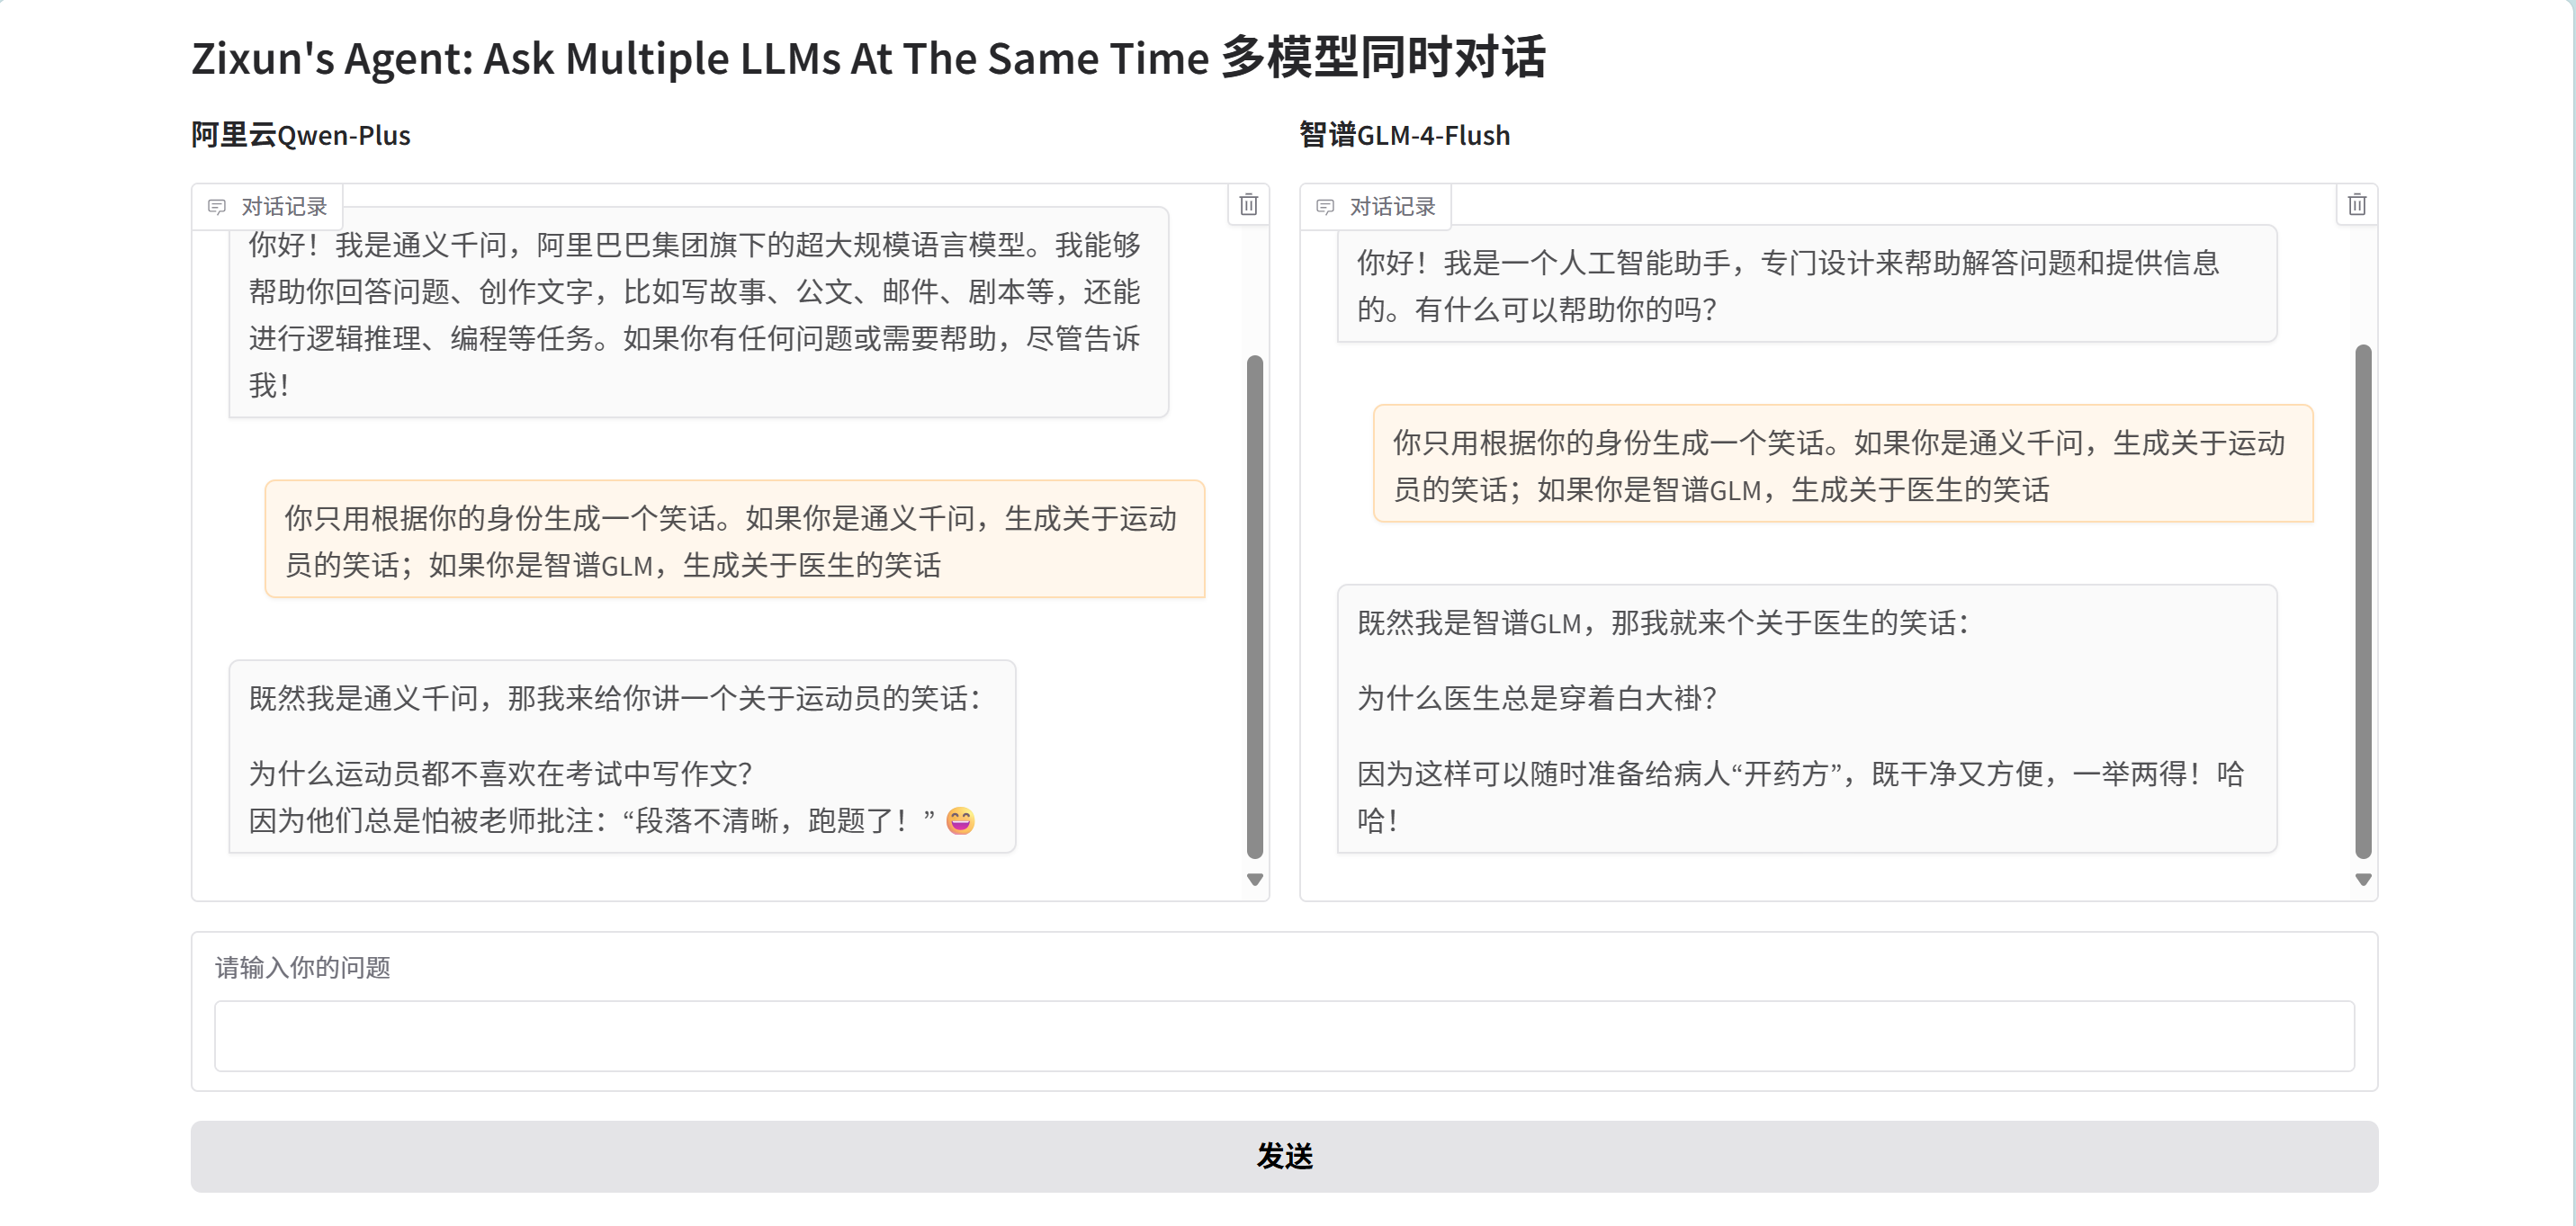 Zixun's Agent: Ask Multiple LLMs At The Same Time 多模型同时对话
阿里云Qwen-Plus
对话记录
你好！我是通义千问，阿里巴巴集团旗下的超大规模语言模型。我能够
帮助你回答问题、创作文字，比如写故事、公文、邮件、剧本等，还能
进行逻辑推理、编程等任务。如果你有任何问题或需要帮助，尽管告诉
我！
你只用根据你的身份生成一个笑话。如果你是通义千问，生成关于运动
员的笑话；如果你是智谱GLM，生成关于医生的笑话
既然我是通义千问，那我来给你讲一个关于运动员的笑话：
为什么运动员都不喜欢在考试中写作文？
因为他们总是怕被老师批注：“段落不清晰，跑题了！” 😄
智谱GLM-4-Flush
对话记录
你好！我是一个人工智能助手，专门设计来帮助解答问题和提供信息
的。有什么可以帮助你的吗？
你只用根据你的身份生成一个笑话。如果你是通义千问，生成关于运动
员的笑话；如果你是智谱GLM，生成关于医生的笑话
既然我是智谱GLM，那我就来个关于医生的笑话：
为什么医生总是穿着白大褂？
因为这样可以随时准备给病人“开药方”，既干净又方便，一举两得！哈
哈！
请输入你的问题
发送